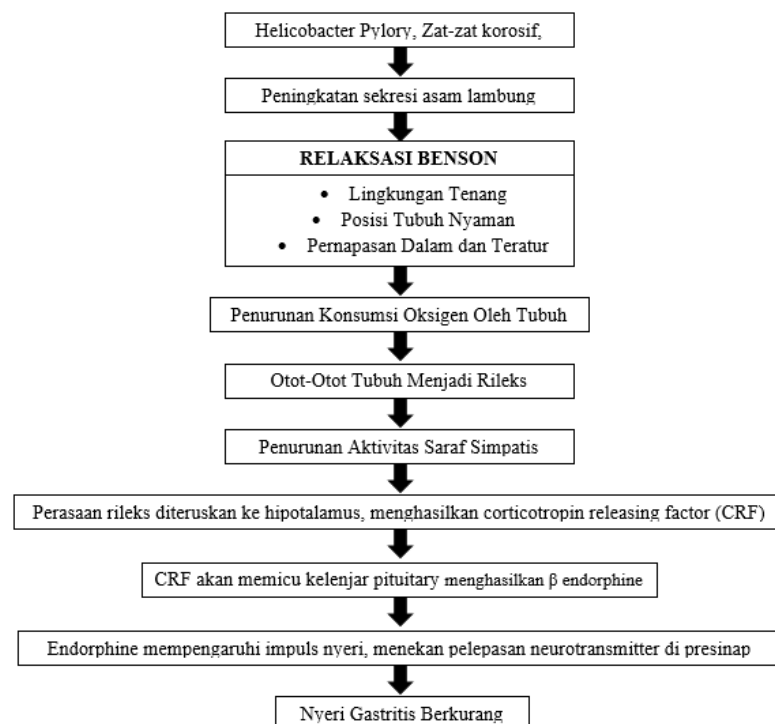 Helicobacter Pylory, Zat-zat korosif,
Peningkatan sekresi asam lambung
RELAKSASI BENSON
• Lingkungan Tenang
• Posisi Tubuh Nyaman
• Pernapasan Dalam dan Teratur
Penurunan Konsumsi Oksigen Oleh Tubuh
Otot-Otot Tubuh Menjadi Rileks
Penurunan Aktivitas Saraf Simpatis
Perasaan rileks diteruskan ke hipotalamus, menghasilkan corticotropin releasing factor (CRF)
CRF akan memicu kelenjar pituitary menghasilkan β endorphine
Endorphine mempengaruhi impuls nyeri, menekan pelepasan neurotransmitter di presinap
Nyeri Gastritis Berkurang